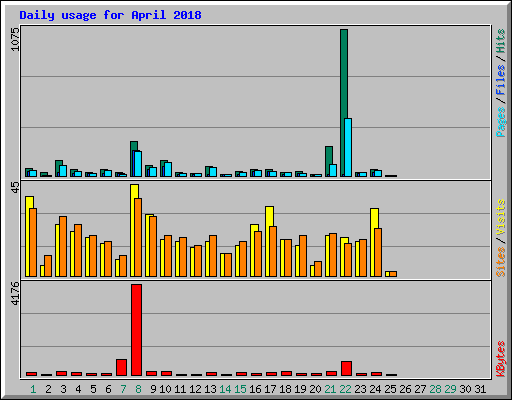 Daily usage for April 2018
1075
Pages / Files / Hits
45
Sites / Visits
4176
KBytes
1 2 3 4 5 6 7 8 9 10 11 12 13 14 15 16 17 18 19 20 21 22 23 24 25 26 27 28 29 30 31